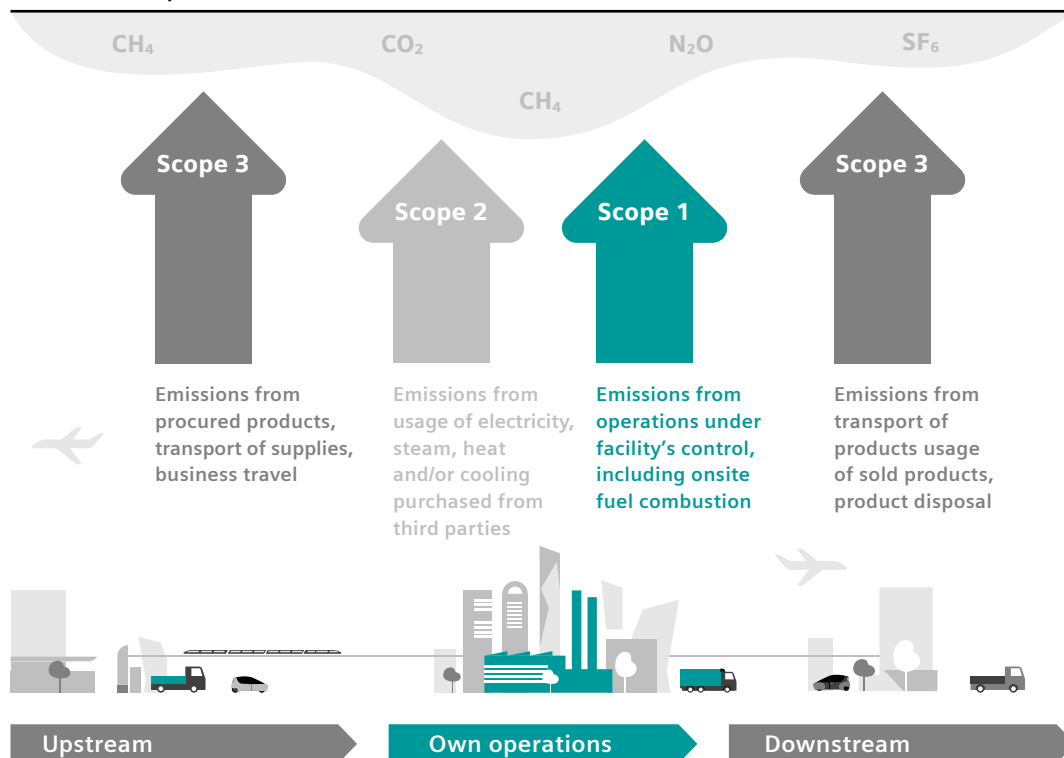 CH₄
CO₂
N₂O
SF₆
CH₄
Scope 3
Scope 2
Scope 1
Scope 3
Emissions from
procured products,
transport of supplies,
business travel
Emissions from
usage of electricity,
steam, heat
and/or cooling
purchased from
third parties
Emissions from
operations under
facility’s control,
including onsite
fuel combustion
Emissions from
transport of
products usage
of sold products,
product disposal
Upstream
Own operations
Downstream